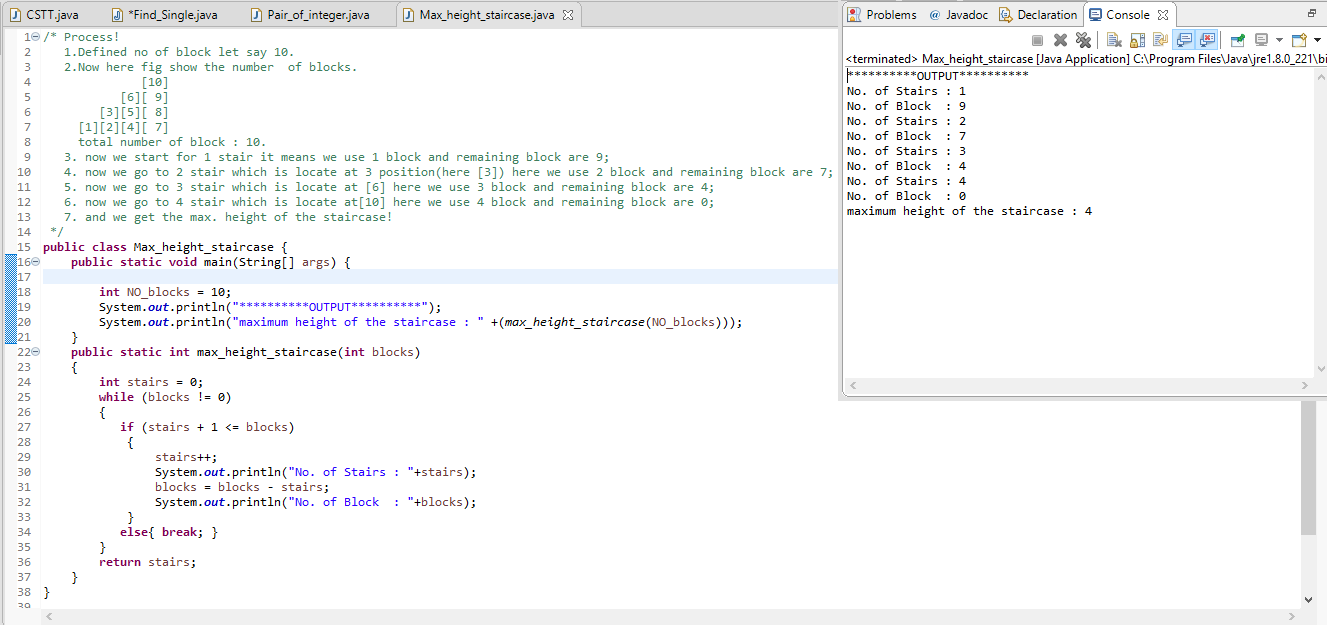 CSTT.java *Find_Single.java Pair_of_integer.java Max_height_staircase.java
1 /* Process!
2    1.Defined no of block let say 10.
3    2.Now here fig show the number  of blocks.
4               [10]
5            [6][ 9]
6         [3][5][ 8]
7      [1][2][4][ 7]
8      total number of block : 10.
9    3. now we start for 1 stair it means we use 1 block and remaining block are 9;
10    4. now we go to 2 stair which is locate at 3 position(here [3]) here we use 2 block and remaining block are 7;
11    5. now we go to 3 stair which is locate at [6] here we use 3 block and remaining block are 4;
12    6. now we go to 4 stair which is locate at[10] here we use 4 block and remaining block are 0;
13    7. and we get the max. height of the staircase!
14  */
15 public class Max_height_staircase {
16     public static void main(String[] args) {
17
18         int NO_blocks = 10;
19         System.out.println("**********OUTPUT**********");
20         System.out.println("maximum height of the staircase : " +(max_height_staircase(NO_blocks)));
21     }
22     public static int max_height_staircase(int blocks)
23     {
24         int stairs = 0;
25         while (blocks != 0)
26         {
27            if (stairs + 1 <= blocks)
28             {
29                 stairs++;
30                 System.out.println("No. of Stairs : "+stairs);
31                 blocks = blocks - stairs;
32                 System.out.println("No. of Block  : "+blocks);
33             }
34            else{ break; }
35         }
36         return stairs;
37     }
38 }
39
Problems @ Javadoc Declaration Console
<terminated> Max_height_staircase [Java Application] C:\Program Files\Java\jre1.8.0_221\bi
**********OUTPUT**********
No. of Stairs : 1
No. of Block  : 9
No. of Stairs : 2
No. of Block  : 7
No. of Stairs : 3
No. of Block  : 4
No. of Stairs : 4
No. of Block  : 0
maximum height of the staircase : 4